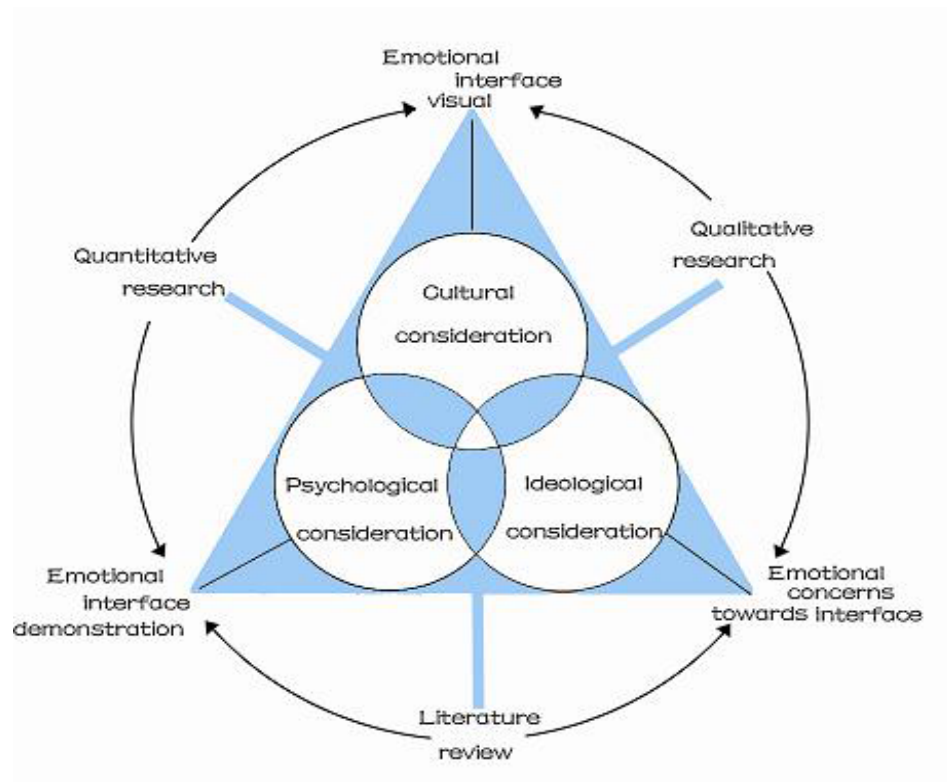 Emotional
interface
visual
Quantitative
research
Qualitative
research
Cultural
consideration
Psychological
consideration
Ideological
consideration
Emotional
interface
demonstration
Emotional
concerns
towards interface
Literature
review